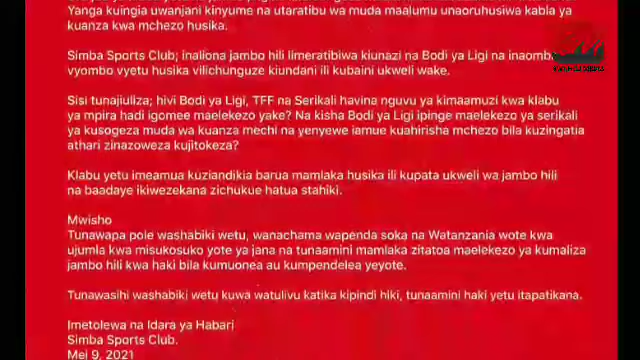 Yanga kuingia uwanjani kinyume na utaratibu wa muda maalumu unaoruhusiwa kabla ya
kuanza kwa mchezo husika.
Simba Sports Club; inaliona jambo hili limeratibiwa kiunazi na Bodi ya Ligi na inaomba
vyombo vyetu husika vilichunguze kiundani ili kubaini ukweli wake.
Sisi tunajiuliza; hivi Bodi ya Ligi, TFF na Serikali havina nguvu ya kimaamuzi kwa klabu
ya mpira hadi igomee maelekezo yake? Na kisha Bodi ya Ligi ipinge maelekezo ya serikali
ya kusogeza muda wa kuanza mechi na yenyewe iamue kuahirisha mchezo bila kuzingatia
athari zinazoweza kujitokeza?
Klabu yetu imeamua kuziandikia barua mamlaka husika ili kupata ukweli wa jambo hili
na baadaye ikiwezekana zichukue hatua stahiki.
Mwisho
Tunawapa pole washabiki wetu, wanachama wapenda soka na Watanzania wote kwa
ujumla kwa misukosuko yote ya jana na tunaamini mamlaka zitatoa maelekezo ya kumaliza
jambo hili kwa haki bila kumuonea au kumpendelea yeyote.
Tunawasihi washabiki wetu kuwa watulivu katika kipindi hiki, tunaamini haki yetu itapatikana.
Imetolewa na Idara ya Habari
Simba Sports Club.
Mei 9, 2021